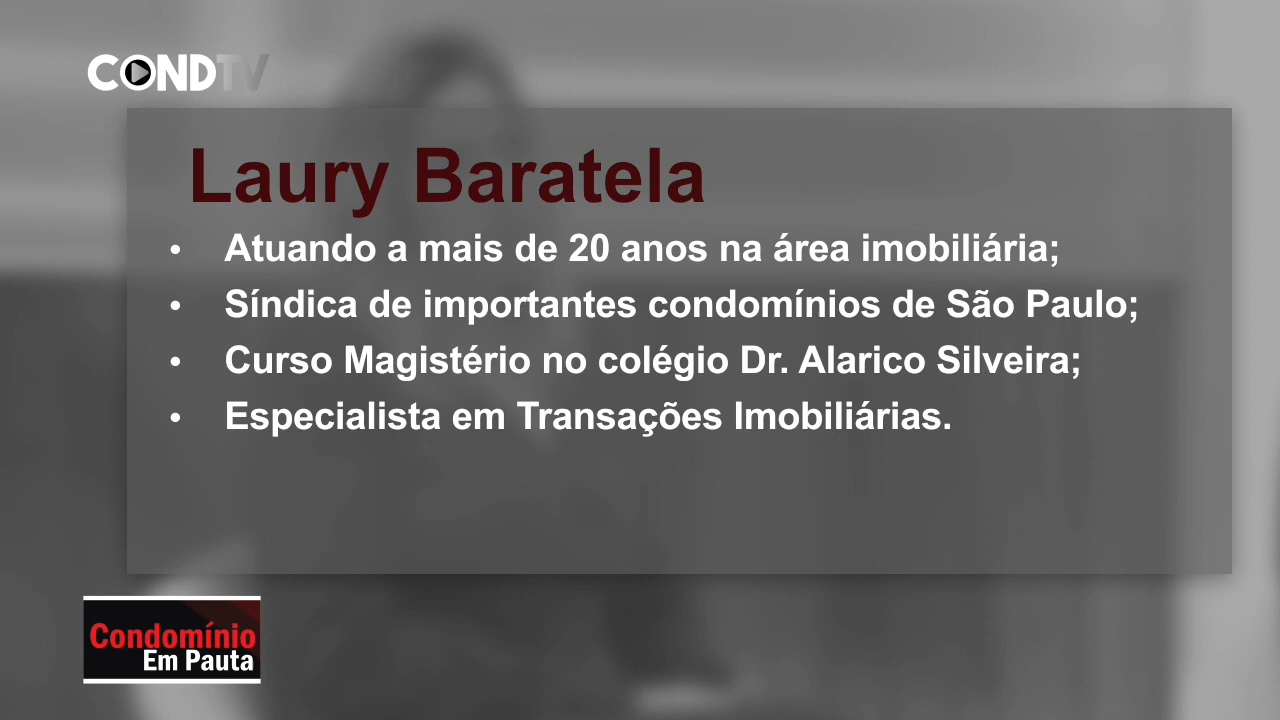 CONDTV
Laury Baratela
• Atuando a mais de 20 anos na área imobiliária;
• Síndica de importantes condomínios de São Paulo;
• Curso Magistério no colégio Dr. Alarico Silveira;
• Especialista em Transações Imobiliárias.
Condomínio
Em Pauta